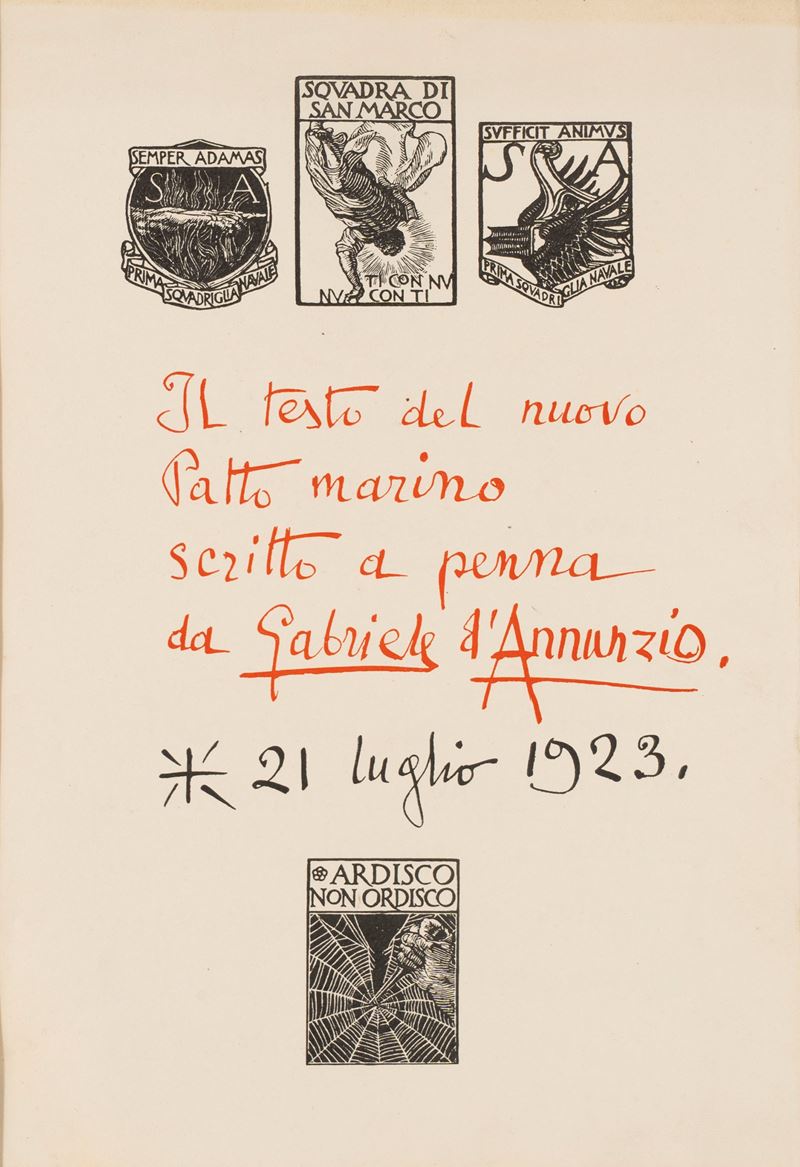 SEMPER ADAMAS
S A
PRIMA SQVADRIGLIA NAVALE
SQVADRA DI
SAN MARCO
TI CON NV
NV CON TI
SVFFICIT ANIMVS
S A
PRIMA SQVADRIGLIA NAVALE
Il testo del nuovo
Patto marino
scritto a penna
da Gabriele d'Annunzio.
21 luglio 1923.
ARDISCO
NON ORDISCO